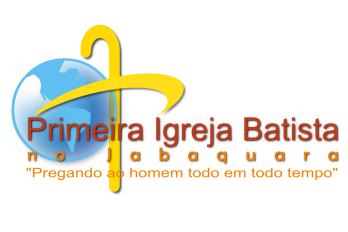 Primeira Igreja Batista
no Jabaquara
"Pregando ao homem todo em todo tempo"